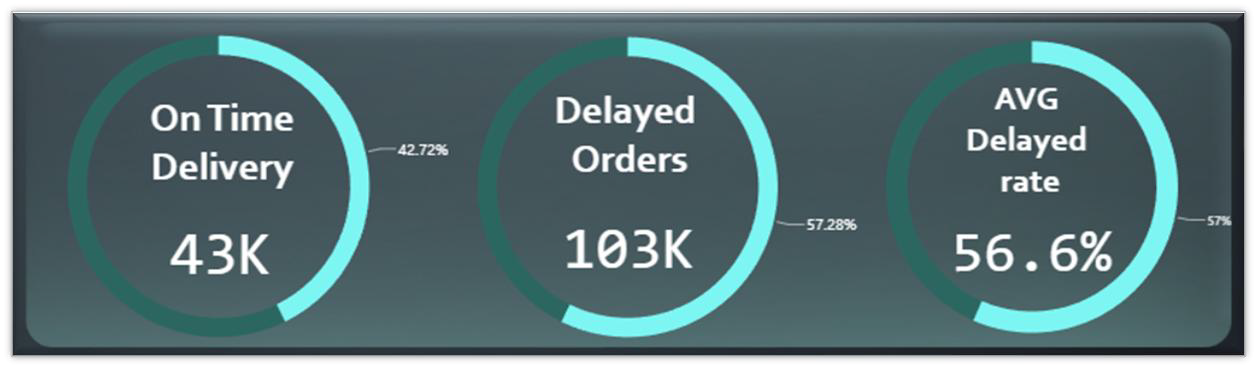 On Time
Delivery
43K
42.72%
Delayed
Orders
103K
57.28%
AVG
Delayed
rate
56.6%
57%